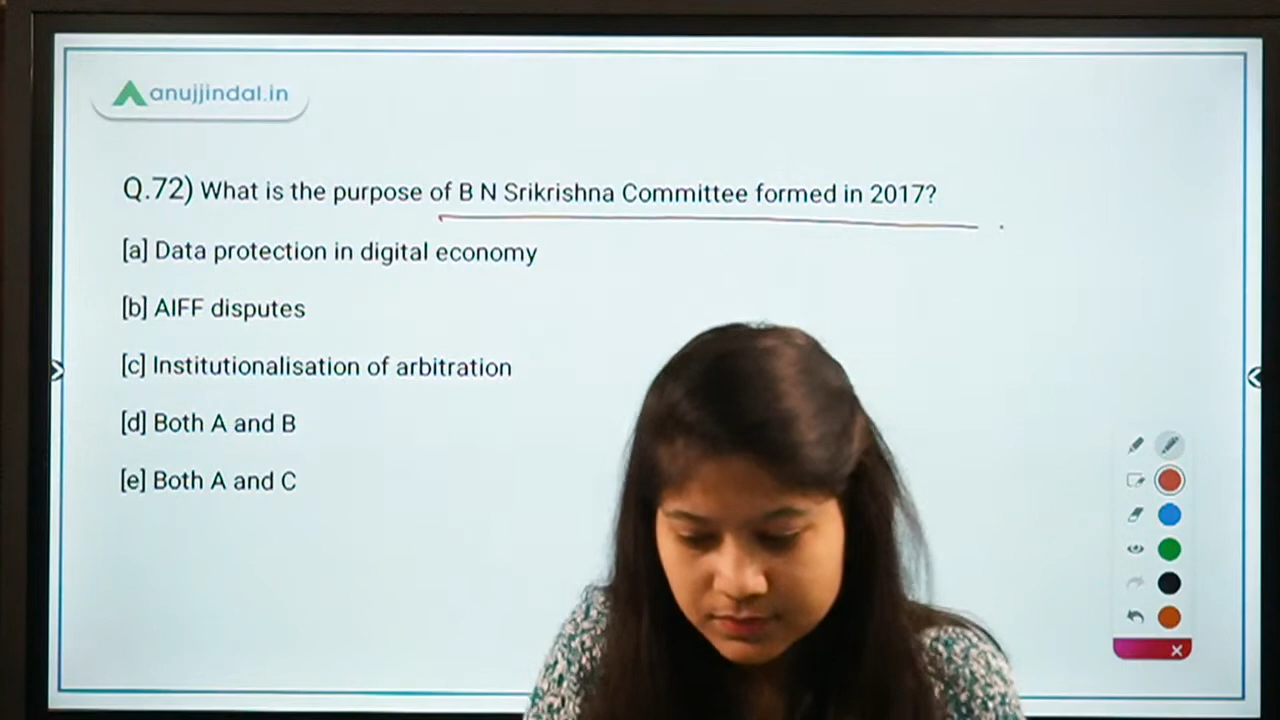 anujjindal.in
Q.72) What is the purpose of B N Srikrishna Committee formed in 2017?
[a] Data protection in digital economy
[b] AIFF disputes
[c] Institutionalisation of arbitration
[d] Both A and B
[e] Both A and C